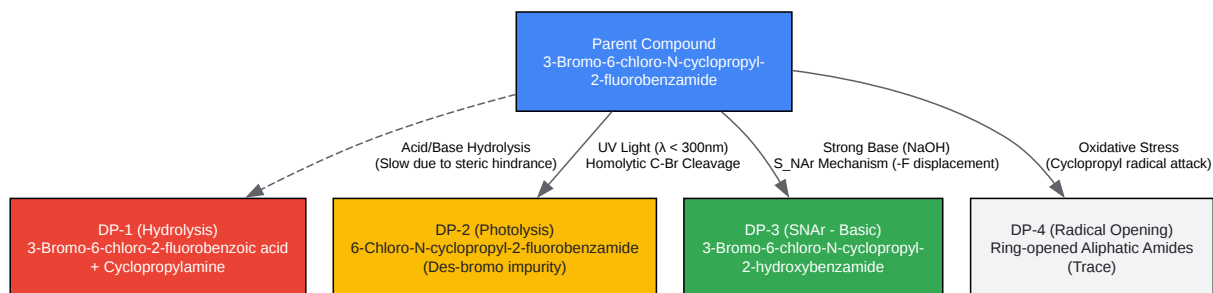 Parent Compound
3-Bromo-6-chloro-N-cyclopropyl-
2-fluorobenzamide
Acid/Base Hydrolysis
(Slow due to steric hindrance)
UV Light (λ < 300nm)
Homolytic C-Br Cleavage
Strong Base (NaOH)
S_NAr Mechanism (-F displacement)
Oxidative Stress
(Cyclopropyl radical attack)
DP-1 (Hydrolysis)
3-Bromo-6-chloro-2-fluorobenzoic acid
+ Cyclopropylamine
DP-2 (Photolysis)
6-Chloro-N-cyclopropyl-2-fluorobenzamide
(Des-bromo impurity)
DP-3 (SNAr - Basic)
3-Bromo-6-chloro-N-cyclopropyl-
2-hydroxybenzamide
DP-4 (Radical Opening)
Ring-opened Aliphatic Amides
(Trace)